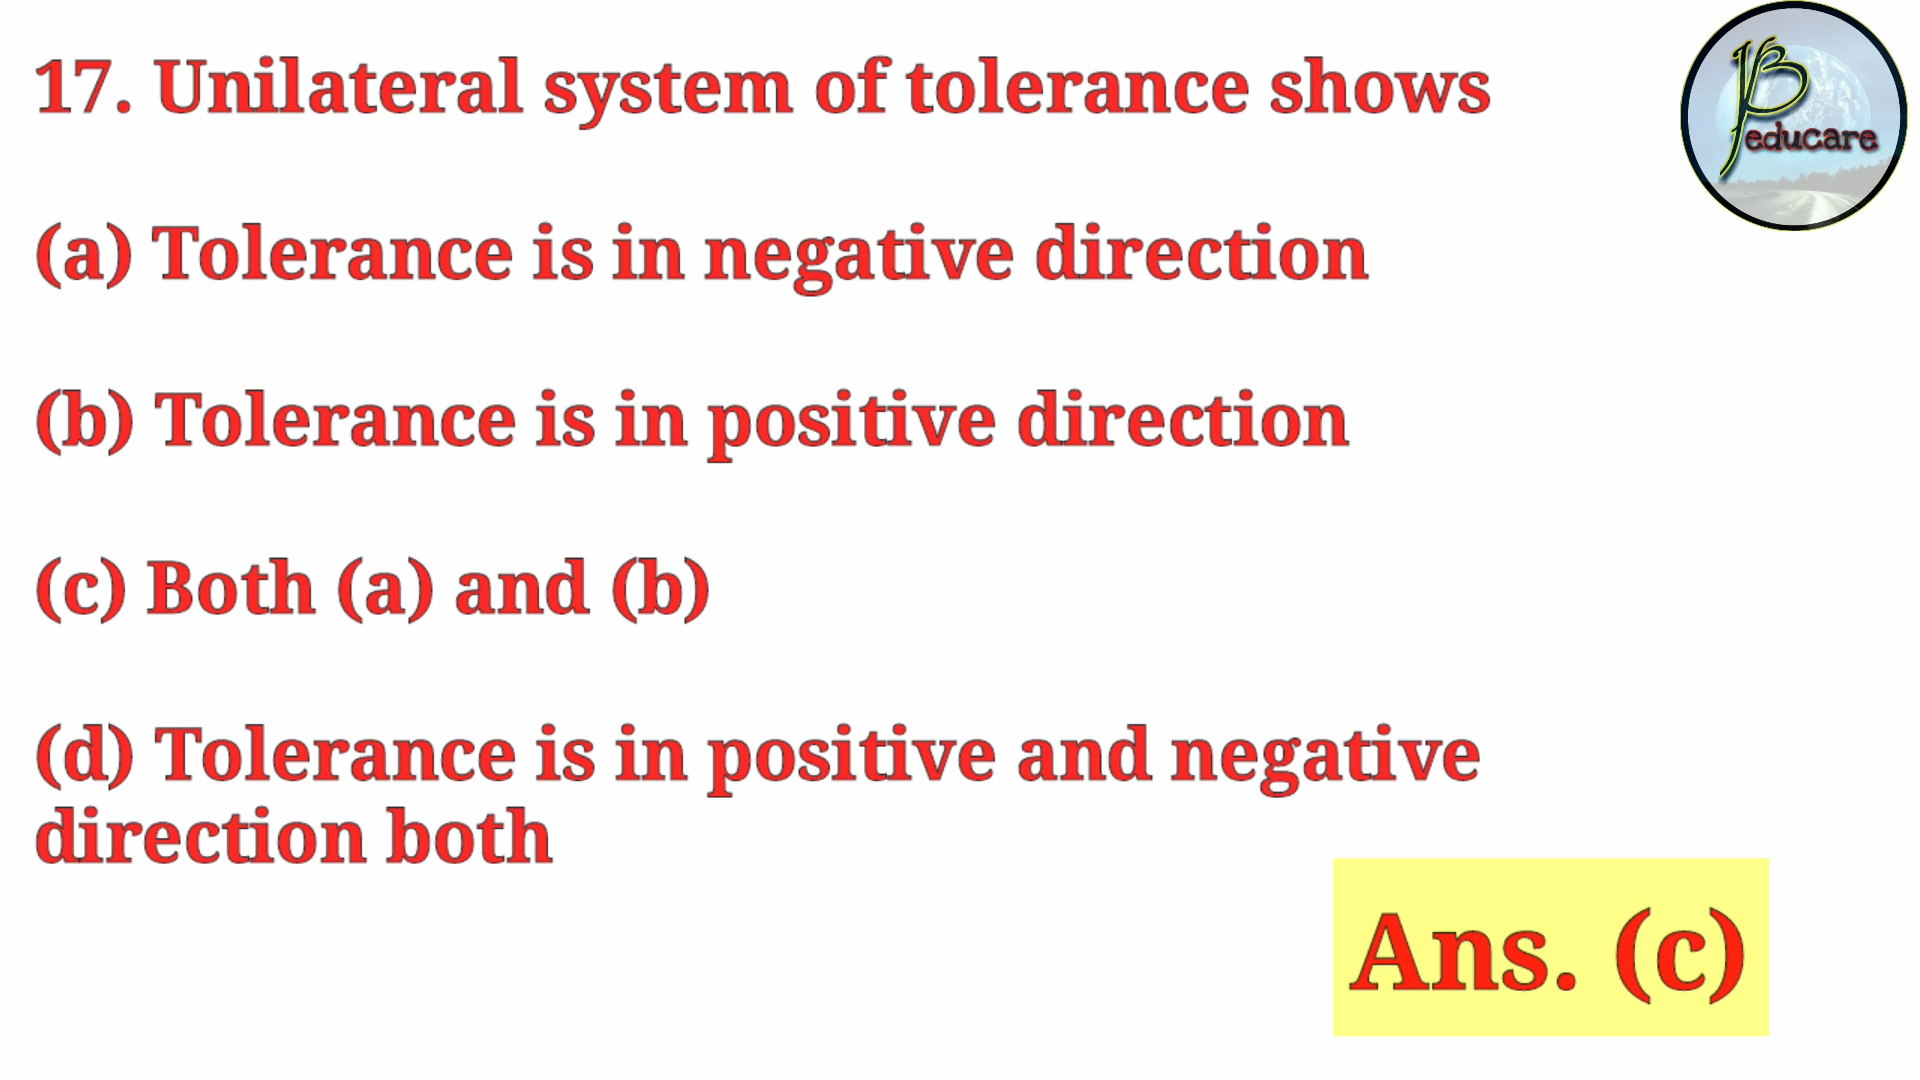 17. Unilateral system of tolerance shows
(a) Tolerance is in negative direction
(b) Tolerance is in positive direction
(c) Both (a) and (b)
(d) Tolerance is in positive and negative
direction both
Ans. (c)
educare